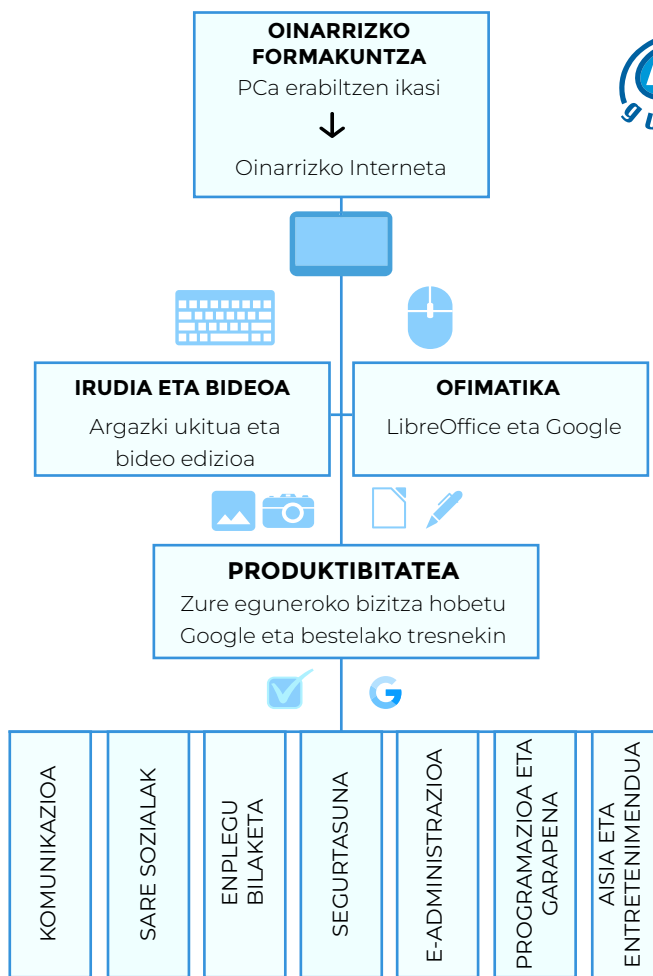 OINARRIZKO
FORMAKUNTZA
PCa erabiltzen ikasi
Oinarrizko Interneta
IRUDIA ETA BIDEOA
Argazki ukitua eta
bideo edizioa
OFIMATIKA
LibreOffice eta Google
PRODUKTIBITATEA
Zure eguneroko bizitza hobetu
Google eta bestelako tresnekin
G
KOMUNIKAZIOA
SARE SOZIALAK
ENPLEGU
BILAKETA
SEGURTASUNA
E-ADMINISTRAZIOA
PROGRAMAZIOA ETA
GARAPENA
AISIA ETA
ENTRETENIMENDUA